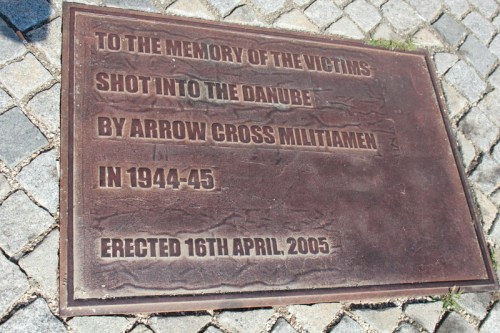 TO THE MEMORY OF THE VICTIMS
SHOT INTO THE DANUBE
BY ARROW CROSS MILITIAMEN
IN 1944-45
ERECTED 16TH APRIL, 2005